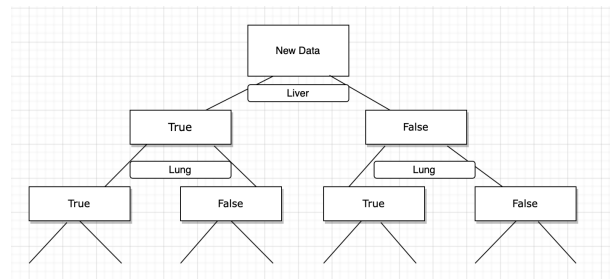 New Data
Liver
True
False
Lung
Lung
True
False
True
False